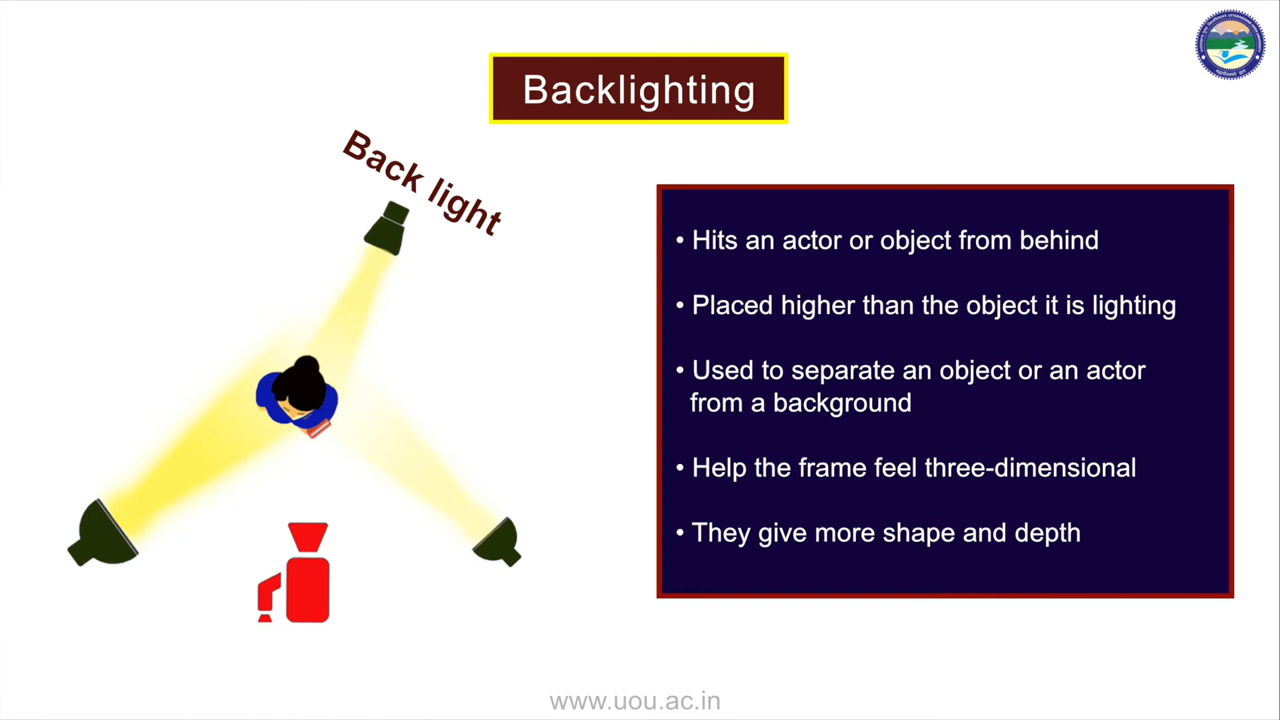 Backlighting
Back light
• Hits an actor or object from behind
• Placed higher than the object it is lighting
• Used to separate an object or an actor
from a background
• Help the frame feel three-dimensional
• They give more shape and depth
www.uou.ac.in